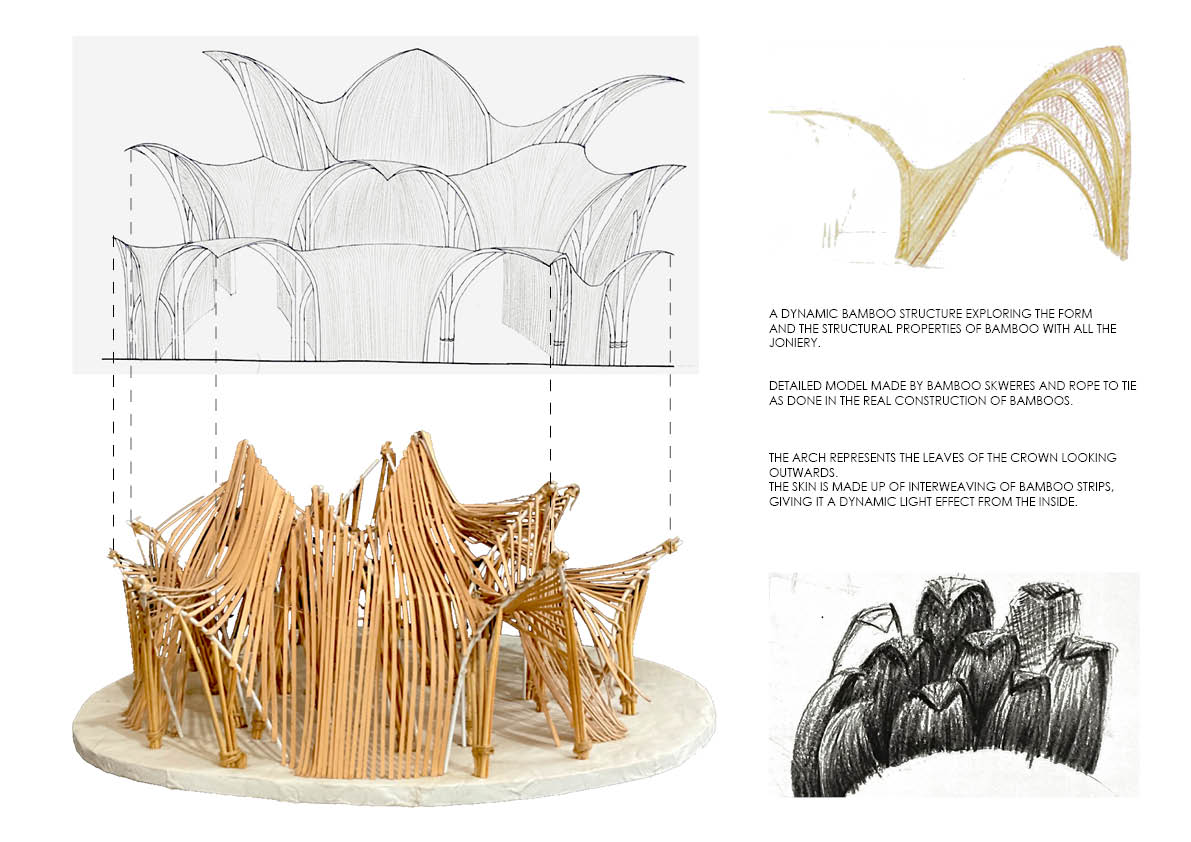 A DYNAMIC BAMBOO STRUCTURE EXPLORING THE FORM
AND THE STRUCTURAL PROPERTIES OF BAMBOO WITH ALL THE
JONIERY.
DETAILED MODEL MADE BY BAMBOO SKWERES AND ROPE TO TIE
AS DONE IN THE REAL CONSTRUCTION OF BAMBOOS.
THE ARCH REPRESENTS THE LEAVES OF THE CROWN LOOKING
OUTWARDS.
THE SKIN IS MADE UP OF INTERWEAVING OF BAMBOO STRIPS,
GIVING IT A DYNAMIC LIGHT EFFECT FROM THE INSIDE.